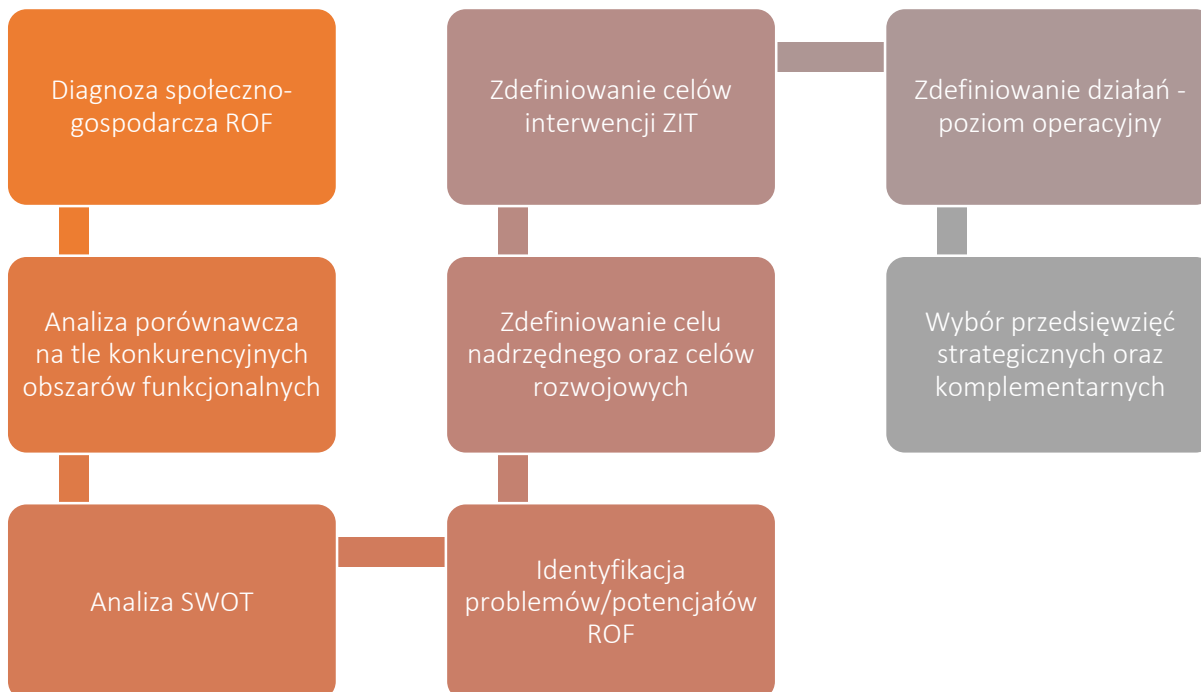 Diagnoza społeczno-
gospodarcza ROF
Analiza porównawcza
na tle konkurencyjnych
obszarów funkcjonalnych
Analiza SWOT
Identyfikacja
problemów/potencjałów
ROF
Zdefiniowanie celu
nadrzędnego oraz celów
rozwojowych
Zdefiniowanie celów
interwencji ZIT
Zdefiniowanie działań -
poziom operacyjny
Wybór przedsięwzięć
strategicznych oraz
komplementarnych